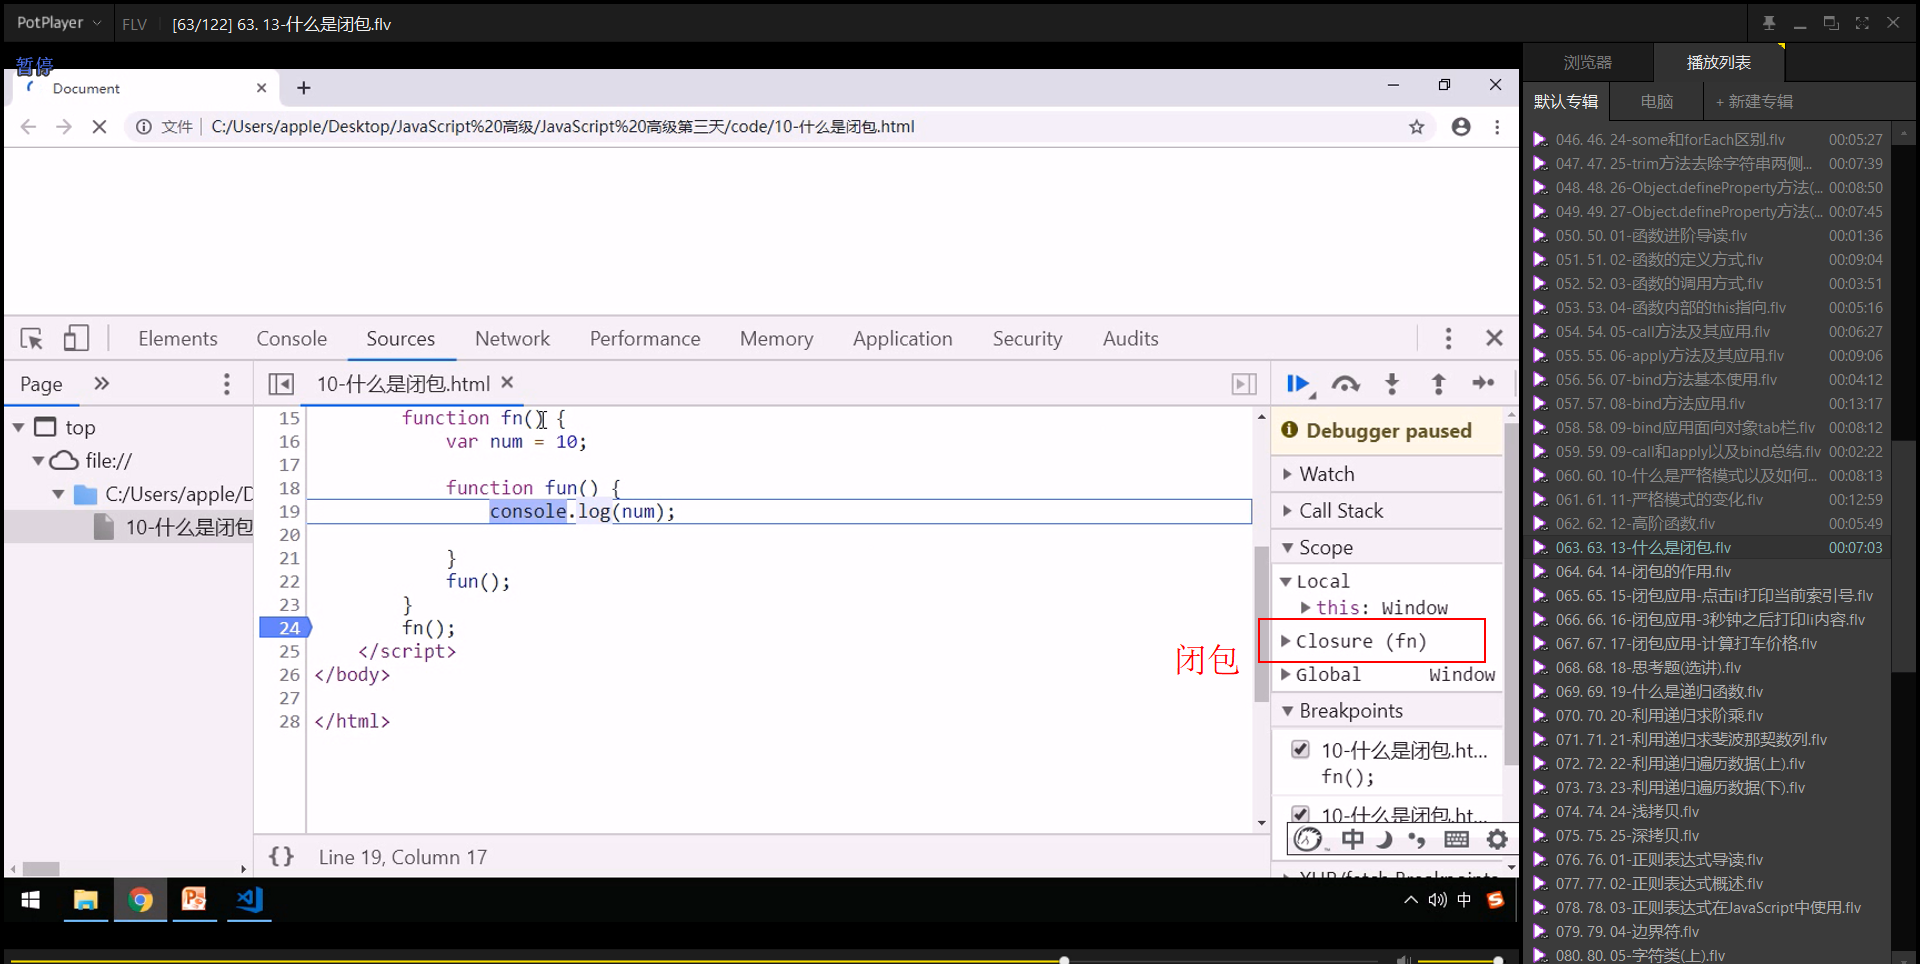 PotPlayer
FLV
[63/122] 63. 13-什么是闭包.flv
暂停
Document
文件
C:/Users/apple/Desktop/JavaScript%20高级/JavaScript%20高级第三天/code/10-什么是闭包.html
Elements
Console
Sources
Network
Performance
Memory
Application
Security
Audits
Page
10-什么是闭包.html
top
file://
C:/Users/apple/D
10-什么是闭包
15 function fn() {
16 var num = 10;
17
18 function fun() {
19 console.log(num);
20
21 }
22 fun();
23 }
24 fn();
25 </script>
26 </body>
27
28 </html>
{} Line 19, Column 17
Debugger paused
Watch
Call Stack
Scope
Local
this: Window
Closure (fn)
闭包
Global Window
Breakpoints
10-什么是闭包.ht...
fn();
10-什么是闭包.ht...
中
XHR/fetch Breakpoints
中
浏览器
播放列表
默认专辑
电脑
+ 新建专辑
046. 46. 24-some和forEach区别.flv 00:05:27
047. 47. 25-trim方法去除字符串两侧... 00:07:39
048. 48. 26-Object.defineProperty方法(... 00:08:50
049. 49. 27-Object.defineProperty方法(... 00:07:45
050. 50. 01-函数进阶导读.flv 00:01:36
051. 51. 02-函数的定义方式.flv 00:09:04
052. 52. 03-函数的调用方式.flv 00:03:51
053. 53. 04-函数内部的this指向.flv 00:05:16
054. 54. 05-call方法及其应用.flv 00:06:27
055. 55. 06-apply方法及其应用.flv 00:09:06
056. 56. 07-bind方法基本使用.flv 00:04:12
057. 57. 08-bind方法应用.flv 00:13:17
058. 58. 09-bind应用面向对象tab栏.flv 00:08:12
059. 59. 09-call和apply以及bind总结.flv 00:02:22
060. 60. 10-什么是严格模式以及如何... 00:08:13
061. 61. 11-严格模式的变化.flv 00:12:59
062. 62. 12-高阶函数.flv 00:05:49
063. 63. 13-什么是闭包.flv 00:07:03
064. 64. 14-闭包的作用.flv
065. 65. 15-闭包应用-点击li打印当前索引号.flv
066. 66. 16-闭包应用-3秒钟之后打印li内容.flv
067. 67. 17-闭包应用-计算打车价格.flv
068. 68. 18-思考题(选讲).flv
069. 69. 19-什么是递归函数.flv
070. 70. 20-利用递归求阶乘.flv
071. 71. 21-利用递归求斐波那契数列.flv
072. 72. 22-利用递归遍历数据(上).flv
073. 73. 23-利用递归遍历数据(下).flv
074. 74. 24-浅拷贝.flv
075. 75. 25-深拷贝.flv
076. 76. 01-正则表达式导读.flv
077. 77. 02-正则表达式概述.flv
078. 78. 03-正则表达式在JavaScript中使用.flv
079. 79. 04-边界符.flv
080. 80. 05-字符类(上).flv